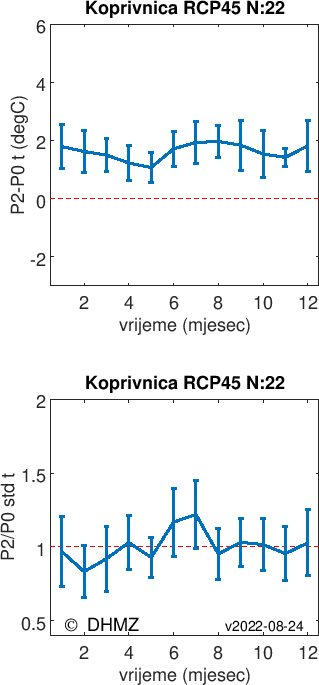 Koprivnica RCP45 N:22
P2-P0 t (degC)
6
4
2
0
-2
2 4 6 8 10 12
vrijeme (mjesec)
Koprivnica RCP45 N:22
P2/P0 std t
2
1.5
1
0.5
© DHMZ v2022-08-24
2 4 6 8 10 12
vrijeme (mjesec)